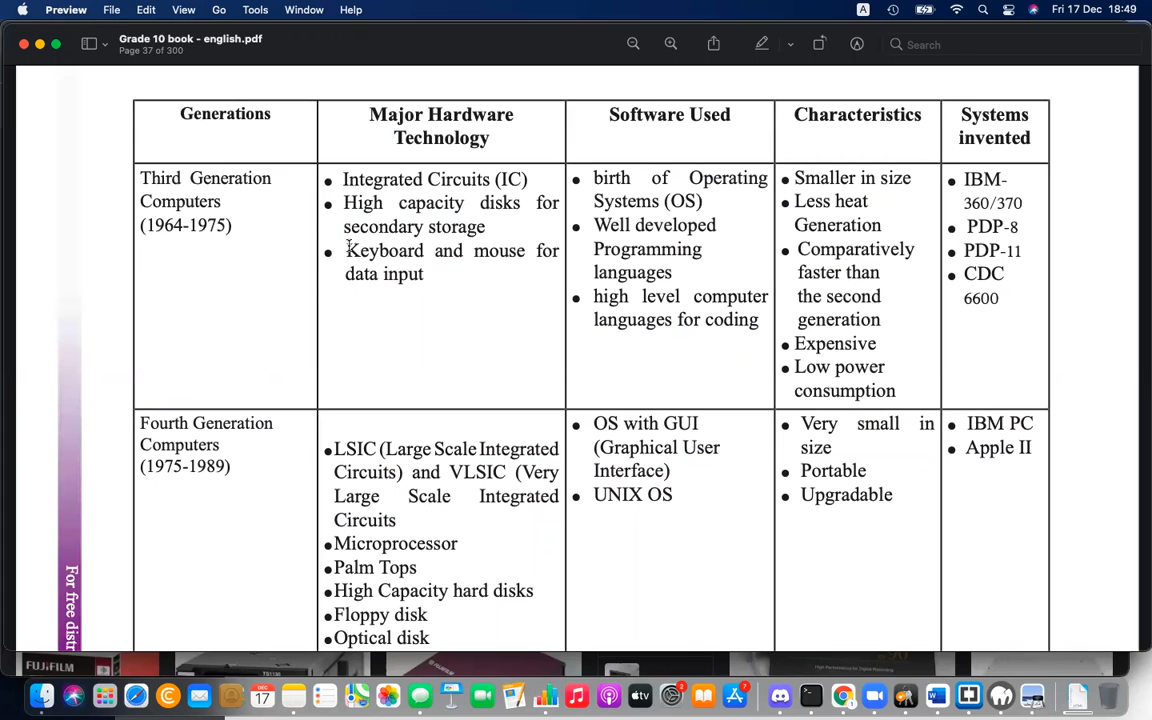 Preview File Edit View Go Tools Window Help A Fri 17 Dec 18:49
Grade 10 book - english.pdf
Page 37 of 300
Search
Generations
Major Hardware
Technology
Software Used
Characteristics
Systems
invented
Third Generation
Computers
(1964-1975)
● Integrated Circuits (IC)
● High capacity disks for
secondary storage
● Keyboard and mouse for
data input
● birth of Operating
Systems (OS)
● Well developed
Programming
languages
● high level computer
languages for coding
● Smaller in size
● Less heat
Generation
● Comparatively
faster than
the second
generation
● Expensive
● Low power
consumption
● IBM-
360/370
● PDP-8
● PDP-11
● CDC
6600
Fourth Generation
Computers
(1975-1989)
● LSIC (Large Scale Integrated
Circuits) and VLSIC (Very
Large Scale Integrated
Circuits
● Microprocessor
● Palm Tops
● High Capacity hard disks
● Floppy disk
● Optical disk
● OS with GUI
(Graphical User
Interface)
● UNIX OS
● Very small in
size
● Portable
● Upgradable
● IBM PC
● Apple II
For free distr
FUJIFILM
DEC
17
tv
2
7
W